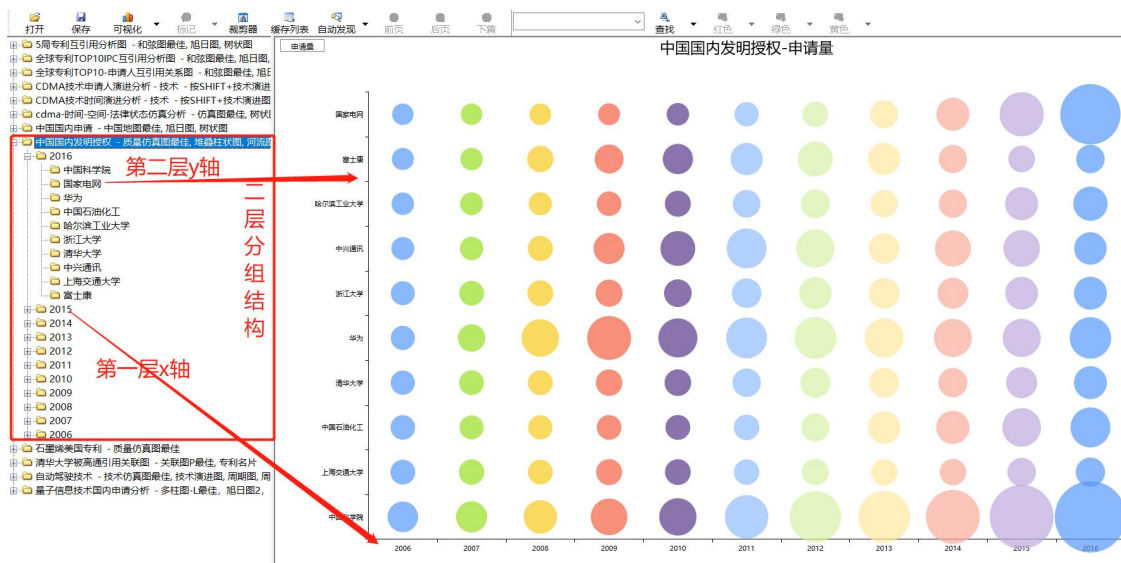 打开 保存 可视化 标记 裁剪器 缓存列表 自动发现 前页 后页 下篇 查找 红色 绿色 黄色
5局专利互引用分析图 - 和弦图最佳, 旭日图, 树状图
全球专利TOP10IPC互引用分析图 - 和弦图最佳, 旭日图,
全球专利TOP10-申请人互引用关系图 - 和弦图最佳, 旭日
CDMA技术申请人演进分析 - 技术 - 按SHIFT+技术演进
CDMA技术时间演进分析 - 技术 - 按SHIFT+技术演进图
cdma-时间-空间-法律状态仿真分析 - 仿真图最佳, 树状
中国国内申请 - 中国地图最佳, 旭日图, 树状图
中国国内发明授权 - 质量仿真图最佳, 堆叠柱状图, 河流图
2016
中国科学院
国家电网
华为
中国石油化工
哈尔滨工业大学
浙江大学
清华大学
中兴通讯
上海交通大学
富士康
2015
2014
2013
2012
2011
2010
2009
2008
2007
2006
石墨烯美国专利 - 质量仿真图最佳
清华大学被高通引用关联图 - 关联图P最佳, 专利名片
自动驾驶技术 - 技术仿真图最佳, 技术演进图, 周期图, 周
量子信息技术国内申请分析 - 多柱图-L最佳，旭日图2，
第二层y轴
二层分组结构
第一层x轴
申请量
中国国内发明授权-申请量
国家电网
富士康
哈尔滨工业大学
中兴通讯
浙江大学
华为
清华大学
中国石油化工
上海交通大学
中国科学院
2006 2007 2008 2009 2010 2011 2012 2013 2014 2015 2016